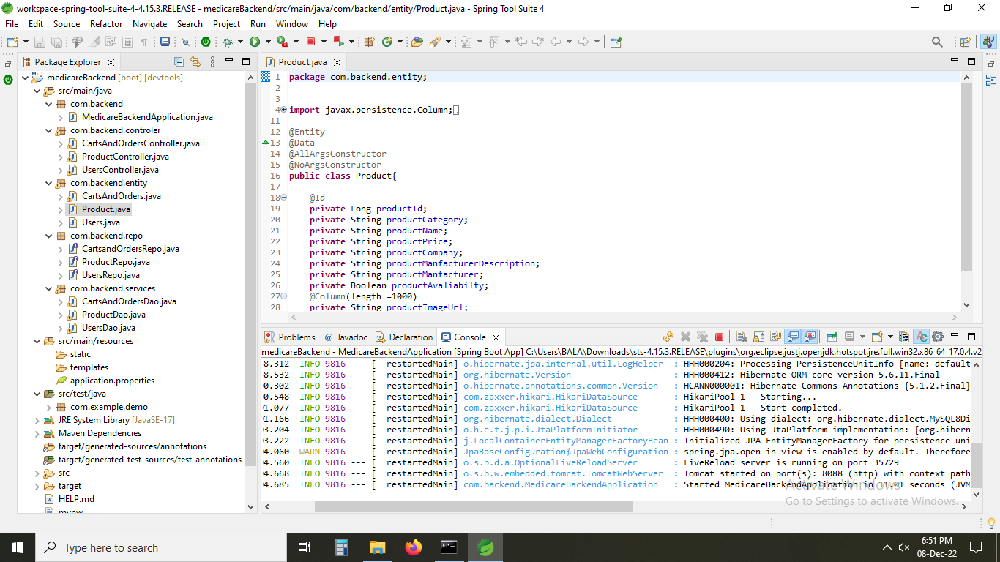 workspace-spring-tool-suite-4-4.15.3.RELEASE - medicareBackend/src/main/java/com/backend/entity/Product.java - Spring Tool Suite 4
File Edit Source Refactor Navigate Search Project Run Window Help
Package Explorer
medicareBackend [boot] [devtools]
src/main/java
com.backend
MedicareBackendApplication.java
com.backend.controler
CartsAndOrdersController.java
ProductController.java
UsersController.java
com.backend.entity
CartsAndOrders.java
Product.java
Users.java
com.backend.repo
CartsandOrdersRepo.java
ProductRepo.java
UsersRepo.java
com.backend.services
CartsAndOrdersDao.java
ProductDao.java
UsersDao.java
src/main/resources
static
templates
application.properties
src/test/java
com.example.demo
JRE System Library [JavaSE-17]
Maven Dependencies
target/generated-sources/annotations
target/generated-test-sources/test-annotations
src
target
HELP.md
mvnw
Product.java
1 package com.backend.entity;
2
3
4 import javax.persistence.Column;
11
12 @Entity
13 @Data
14 @AllArgsConstructor
15 @NoArgsConstructor
16 public class Product{
17
18 @Id
19 private Long productId;
20 private String productCategory;
21 private String productName;
22 private String productPrice;
23 private String productCompany;
24 private String productManfacturerDescription;
25 private String productManfacturer;
26 private Boolean productAvaliabilty;
27 @Column(length =1000)
28 private String productImageUrl;
Problems @ Javadoc Declaration Console
medicareBackend - MedicareBackendApplication [Spring Boot App] C:\Users\BALA\Downloads\sts-4.15.3.RELEASE\plugins\org.eclipse.justj.openjdk.hotspot.jre.full.win32.x86_64_17.0.4.v20
8.312 INFO 9816 --- [ restartedMain] o.hibernate.jpa.internal.util.LogHelper : HHH000204: Processing PersistenceUnitInfo [name: default
8.532 INFO 9816 --- [ restartedMain] org.hibernate.Version : HHH000412: Hibernate ORM core version 5.6.11.Final
0.302 INFO 9816 --- [ restartedMain] o.hibernate.annotations.common.Version : HCANN000001: Hibernate Commons Annotations {5.1.2.Final}
0.548 INFO 9816 --- [ restartedMain] com.zaxxer.hikari.HikariDataSource : HikariPool-1 - Starting...
1.077 INFO 9816 --- [ restartedMain] com.zaxxer.hikari.HikariDataSource : HikariPool-1 - Start completed.
1.166 INFO 9816 --- [ restartedMain] org.hibernate.dialect.Dialect : HHH000400: Using dialect: org.hibernate.dialect.MySQL8Di
3.204 INFO 9816 --- [ restartedMain] o.h.e.t.j.p.i.JtaPlatformInitiator : HHH000490: Using JtaPlatform implementation: [org.hibern
3.222 INFO 9816 --- [ restartedMain] j.LocalContainerEntityManagerFactoryBean : Initialized JPA EntityManagerFactory for persistence uni
4.060 WARN 9816 --- [ restartedMain] JpaBaseConfiguration$JpaWebConfiguration : spring.jpa.open-in-view is enabled by default. Therefore
4.560 INFO 9816 --- [ restartedMain] o.s.b.d.a.OptionalLiveReloadServer : LiveReload server is running on port 35729
4.668 INFO 9816 --- [ restartedMain] o.s.b.w.embedded.tomcat.TomcatWebServer : Tomcat started on port(s): 8088 (http) with context path
4.685 INFO 9816 --- [ restartedMain] com.backend.MedicareBackendApplication : Started MedicareBackendApplication in 11.01 seconds (JVM
Activate Windows
Go to Settings to activate Windows.
Type here to search
6:51 PM
08-Dec-22